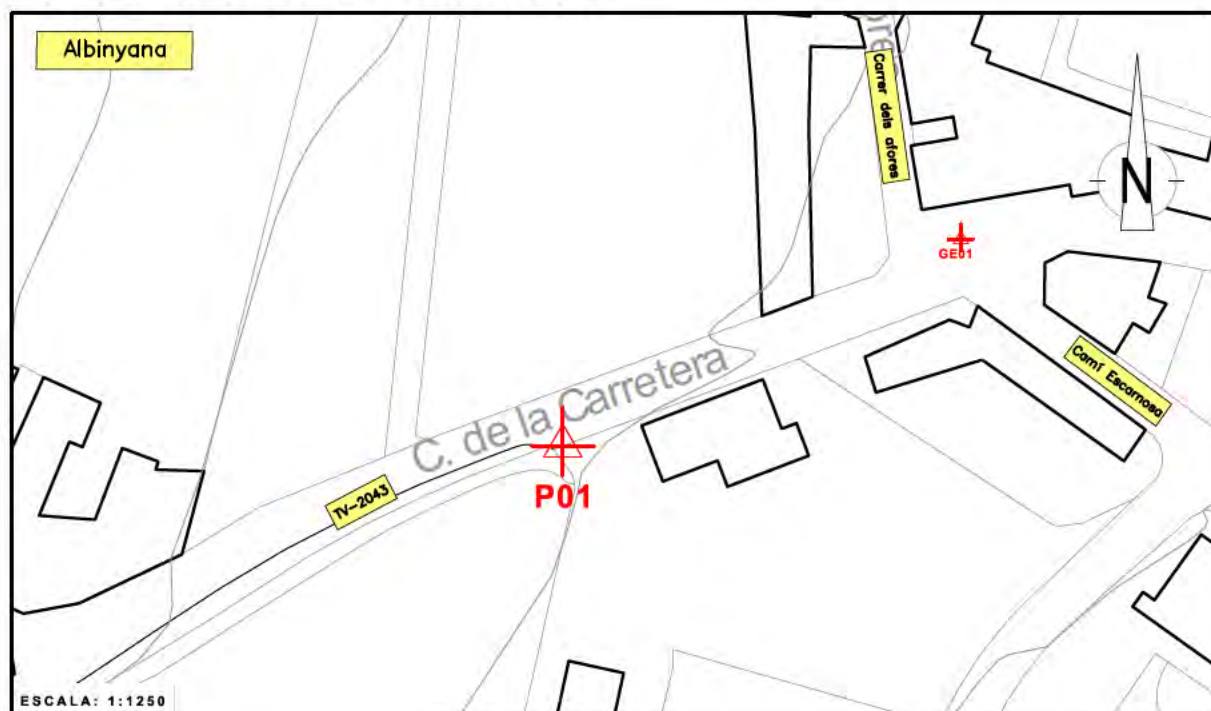 Albinyana
Carrer dels afores
N
GE01
Camí Escarnosa
C. de la Carretera
TV-2043
P01
ESCALA: 1:1250